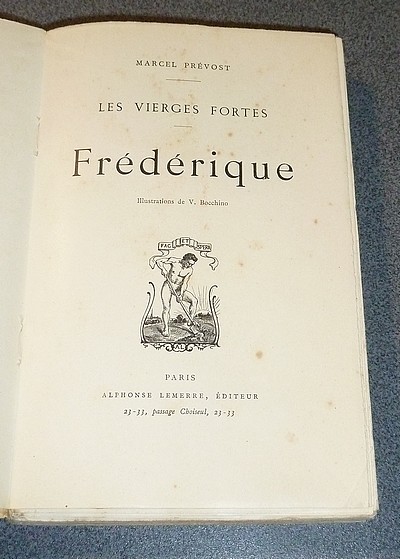 MARCEL PRÉVOST
LES VIERGES FORTES
Frédérique
Illustrations de V. Bocchino
FAC ET SPERA
AL
PARIS
ALPHONSE LEMERRE, ÉDITEUR
23-33, passage Choiseul, 23-33